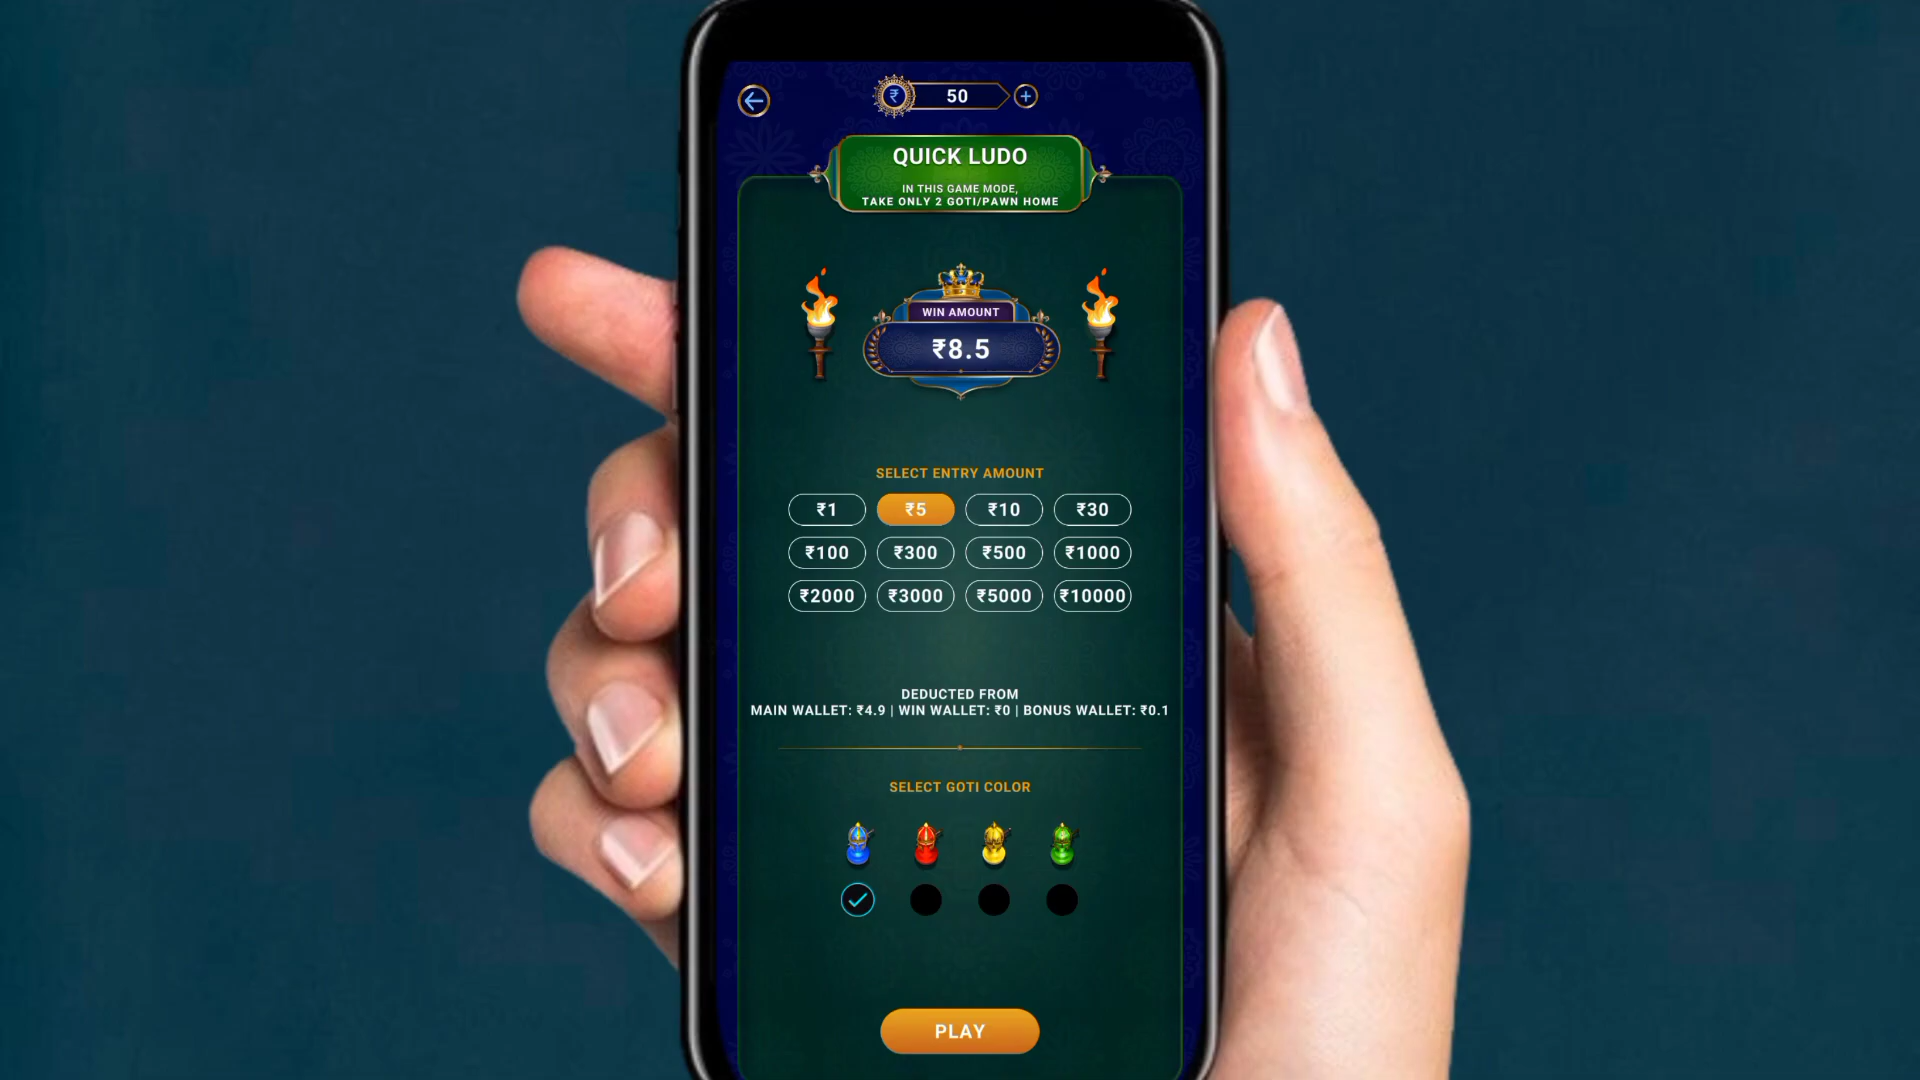 ₹ 50 +
QUICK LUDO
IN THIS GAME MODE,
TAKE ONLY 2 GOTI/PAWN HOME
WIN AMOUNT
₹8.5
SELECT ENTRY AMOUNT
₹1 ₹5 ₹10 ₹30
₹100 ₹300 ₹500 ₹1000
₹2000 ₹3000 ₹5000 ₹10000
DEDUCTED FROM
MAIN WALLET: ₹4.9 | WIN WALLET: ₹0 | BONUS WALLET: ₹0.1
SELECT GOTI COLOR
PLAY